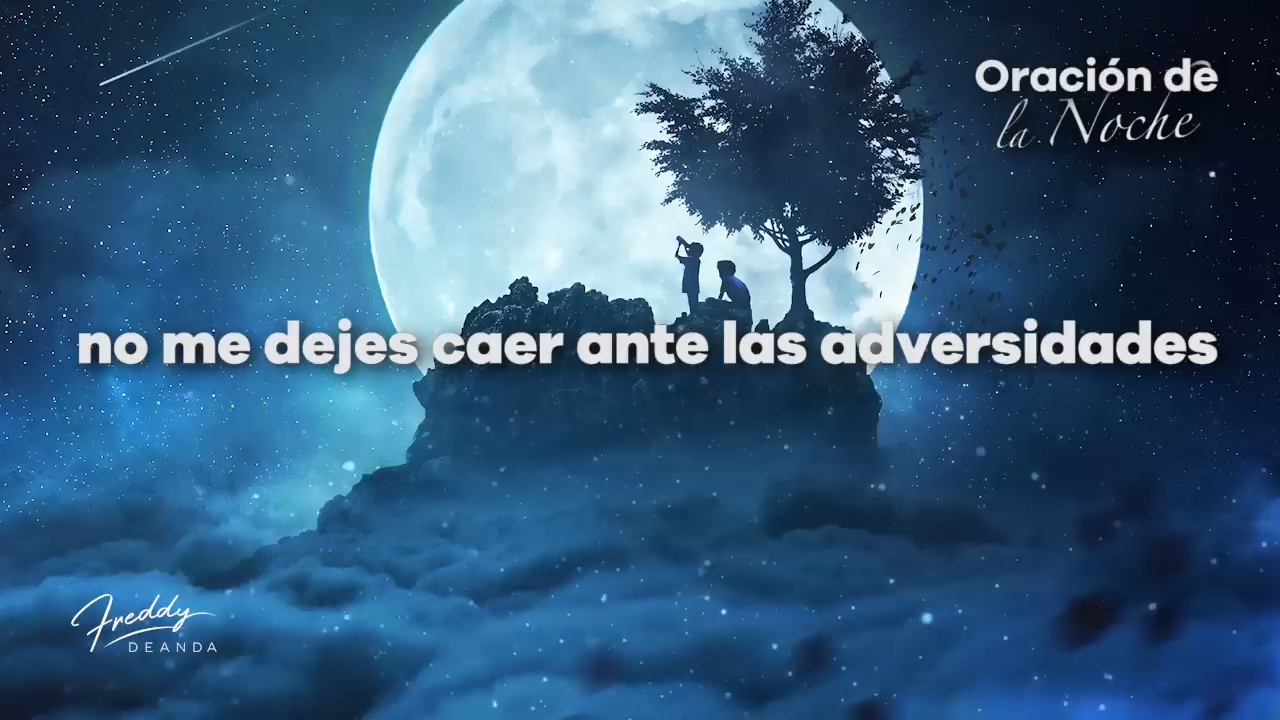 Oración de
la Noche
no me dejes caer ante las adversidades
Freddy
DEANDA